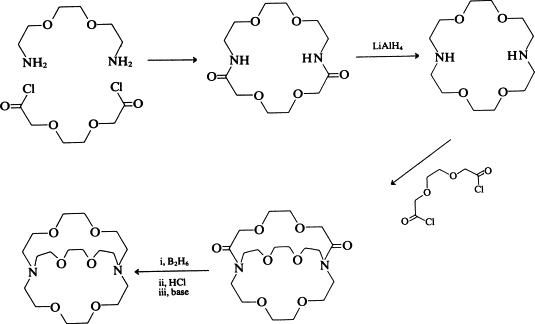 O O
NH₂ NH₂
Cl Cl
O O
O O
O O
NH HN
O O
O O
LiAlH₄
O O
NH HN
O O
O O
O
Cl
O
Cl
O O
N O O N
O O
i, B₂H₆
ii, HCl
iii, base
O O
O O O O
N N
O O